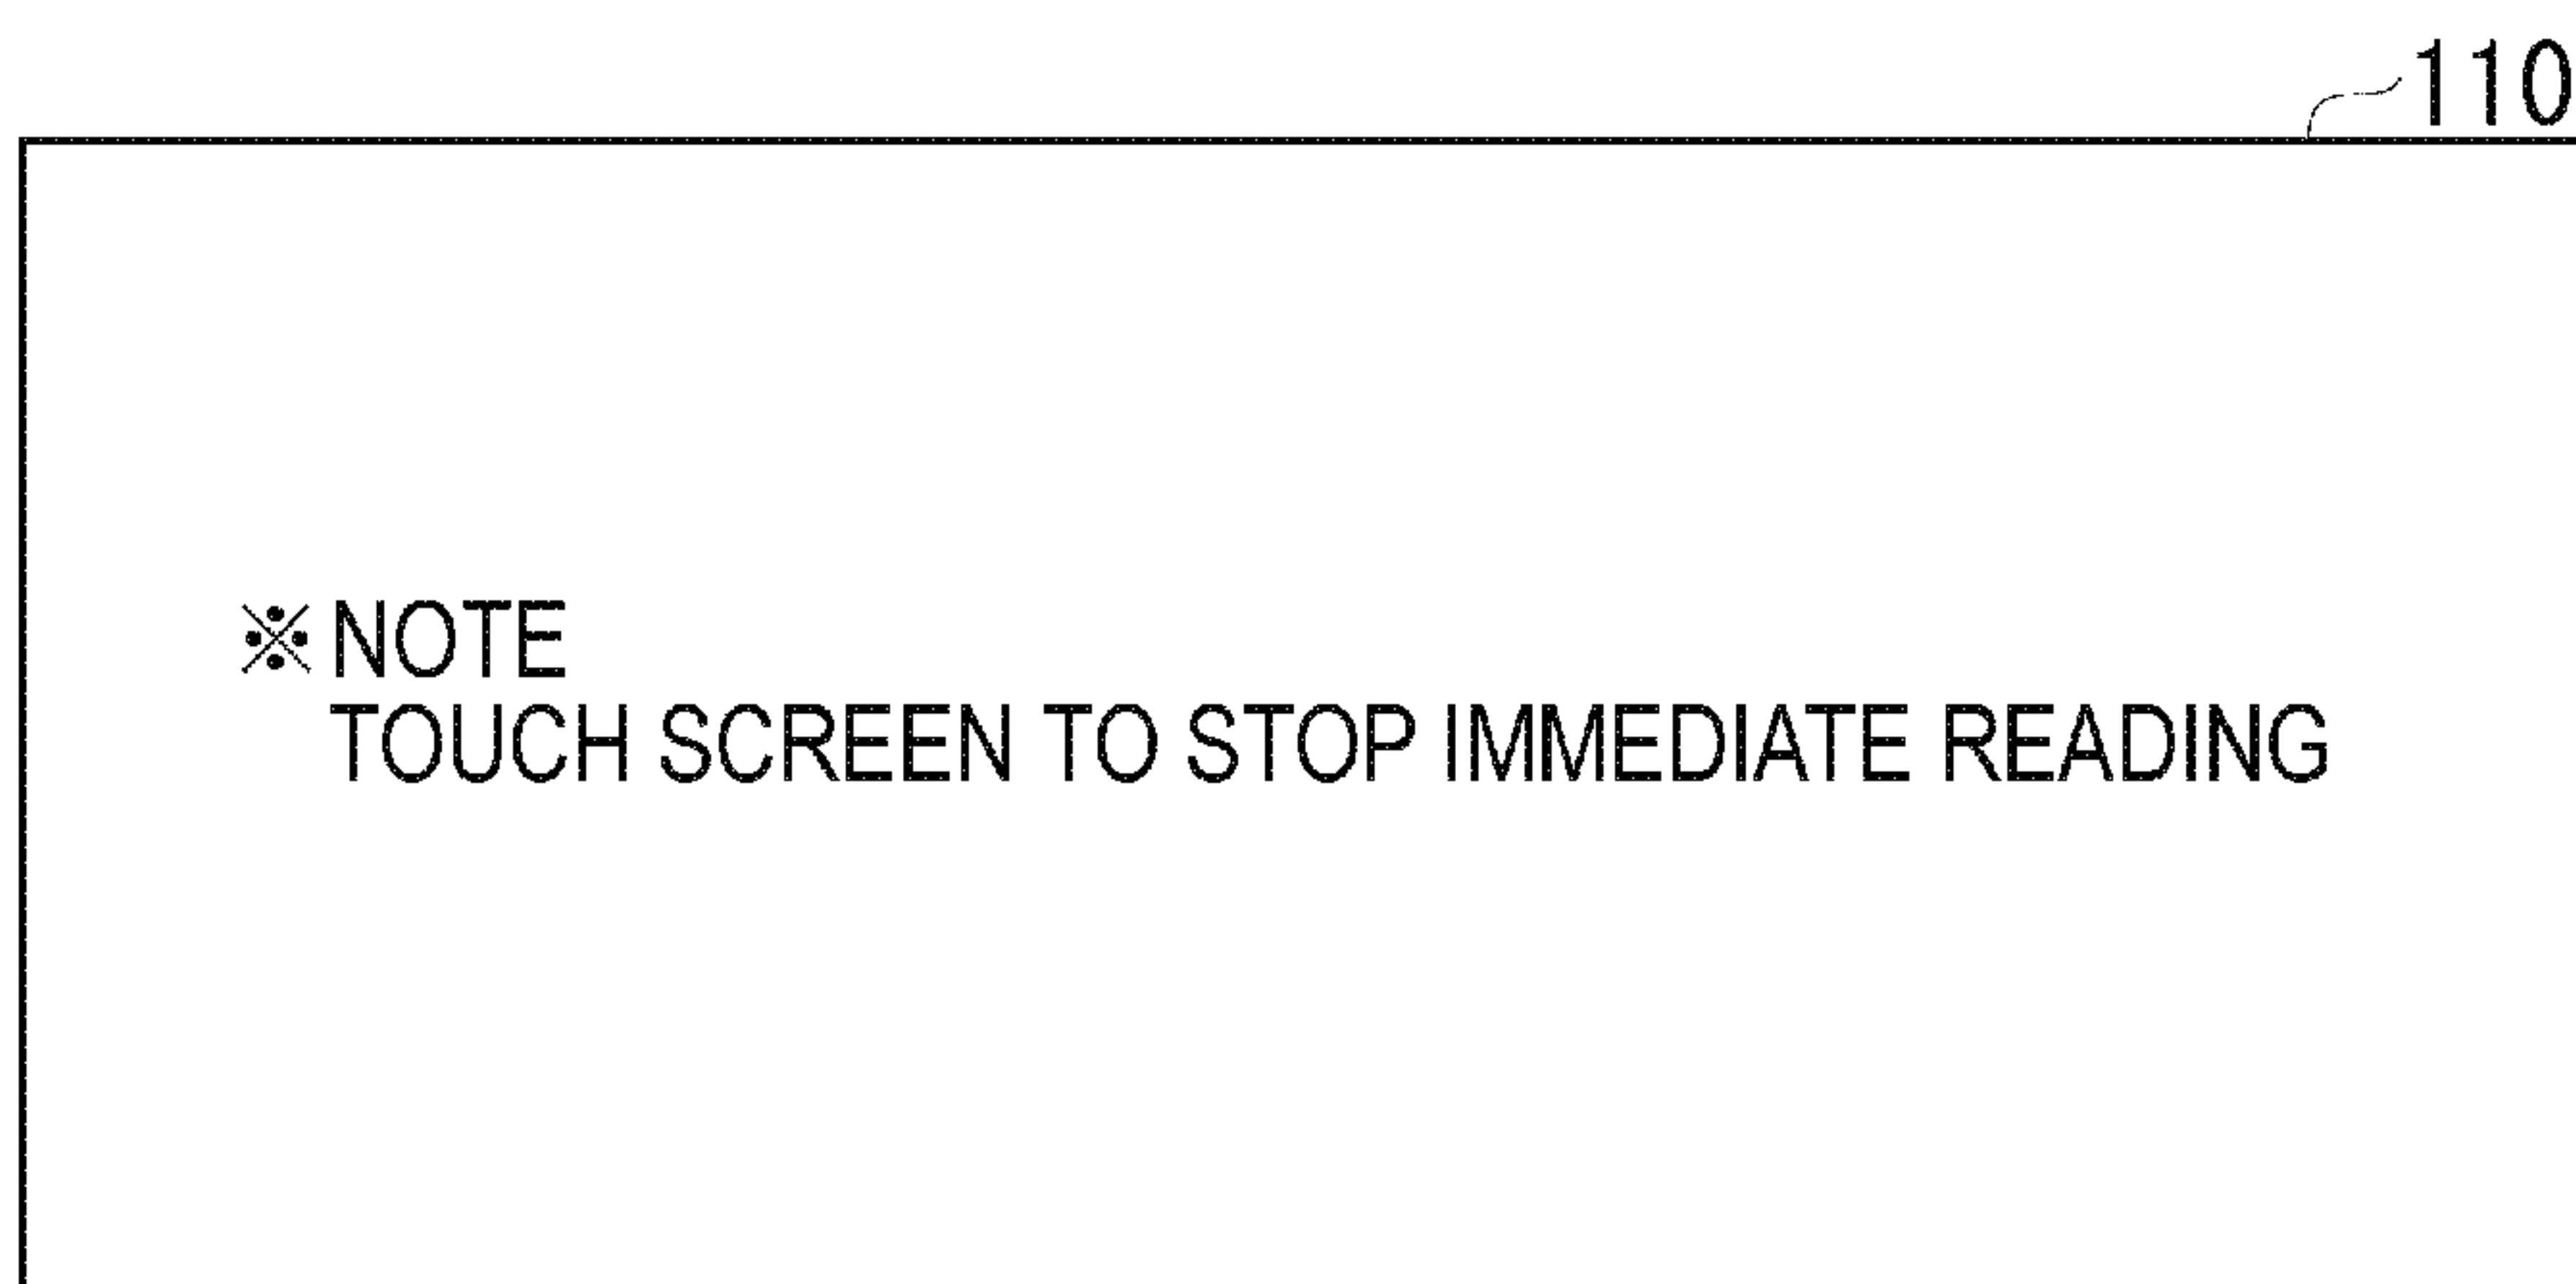 110
※ NOTE
TOUCH SCREEN TO STOP IMMEDIATE READING